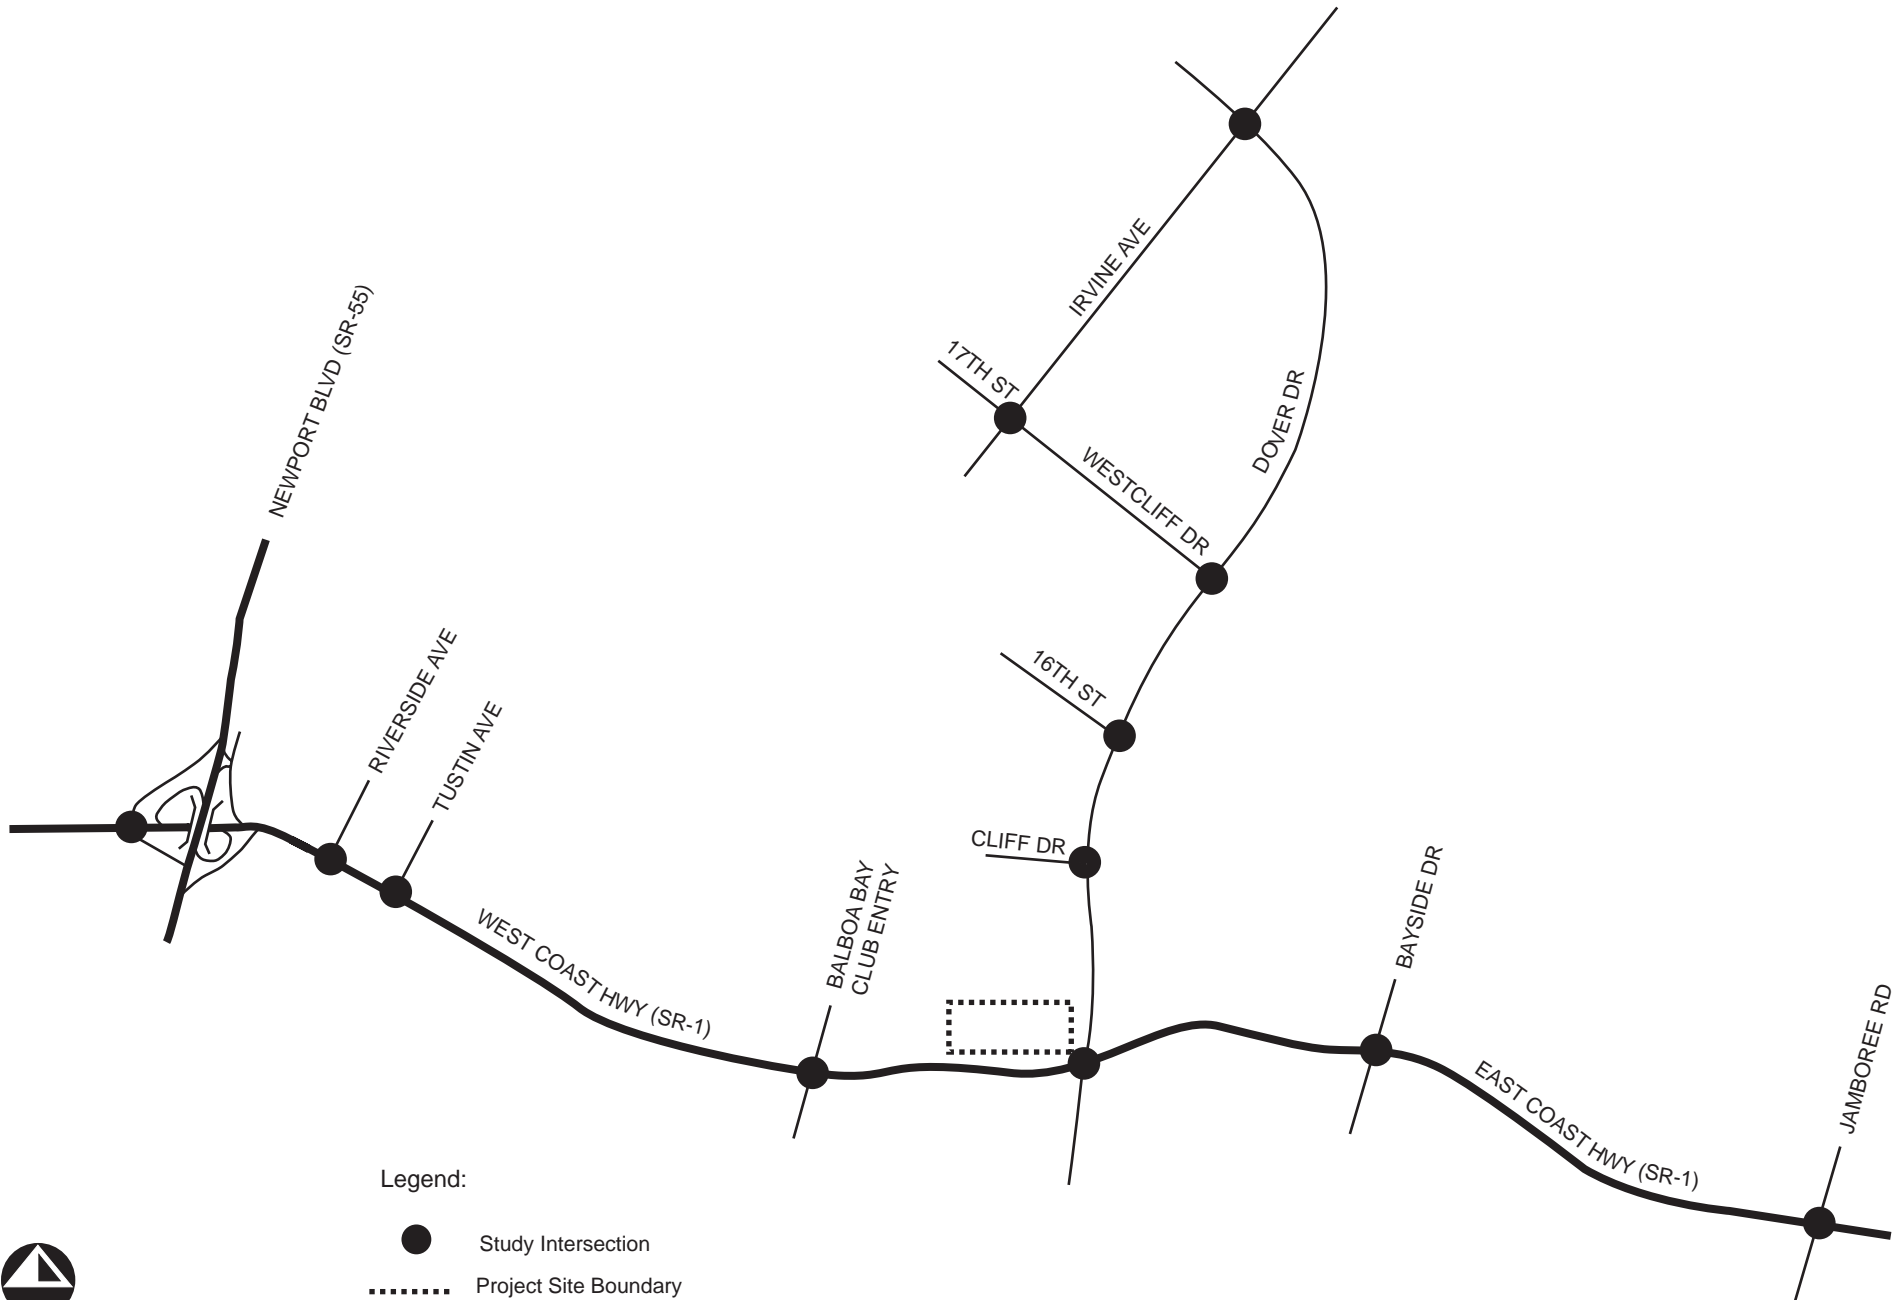 IRVINE AVE
NEWPORT BLVD (SR-55)
17TH ST
DOVER DR
WESTCLIFF DR
RIVERSIDE AVE
16TH ST
TUSTIN AVE
CLIFF DR
BALBOA BAY
CLUB ENTRY
BAYSIDE DR
WEST COAST HWY (SR-1)
JAMBOREE RD
EAST COAST HWY (SR-1)
Legend:
Study Intersection
Project Site Boundary